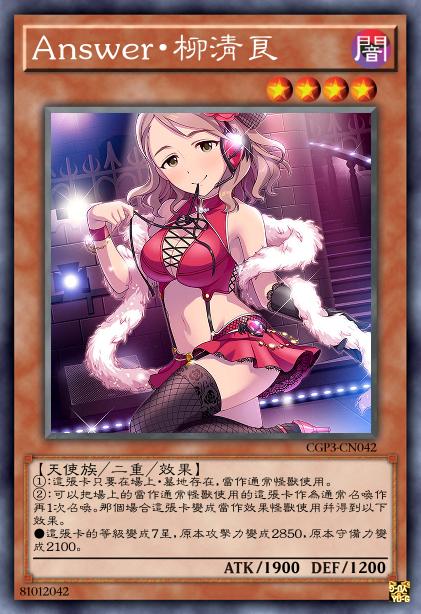 Answer·柳清良
闇
CGP3-CN042
【天使族/二重/效果】
①:這張卡只要在場上·墓地存在,當作通常怪獸使用。
②:可以把場上的當作通常怪獸使用的這張卡作為通常召喚作
再1次召喚。那個場合這張卡變成當作效果怪獸使用并得到以下
效果。
●這張卡的等級變成7星,原本攻擊力變成2850,原本守備力變
成2100。
ATK/1900 DEF/1200
81012042